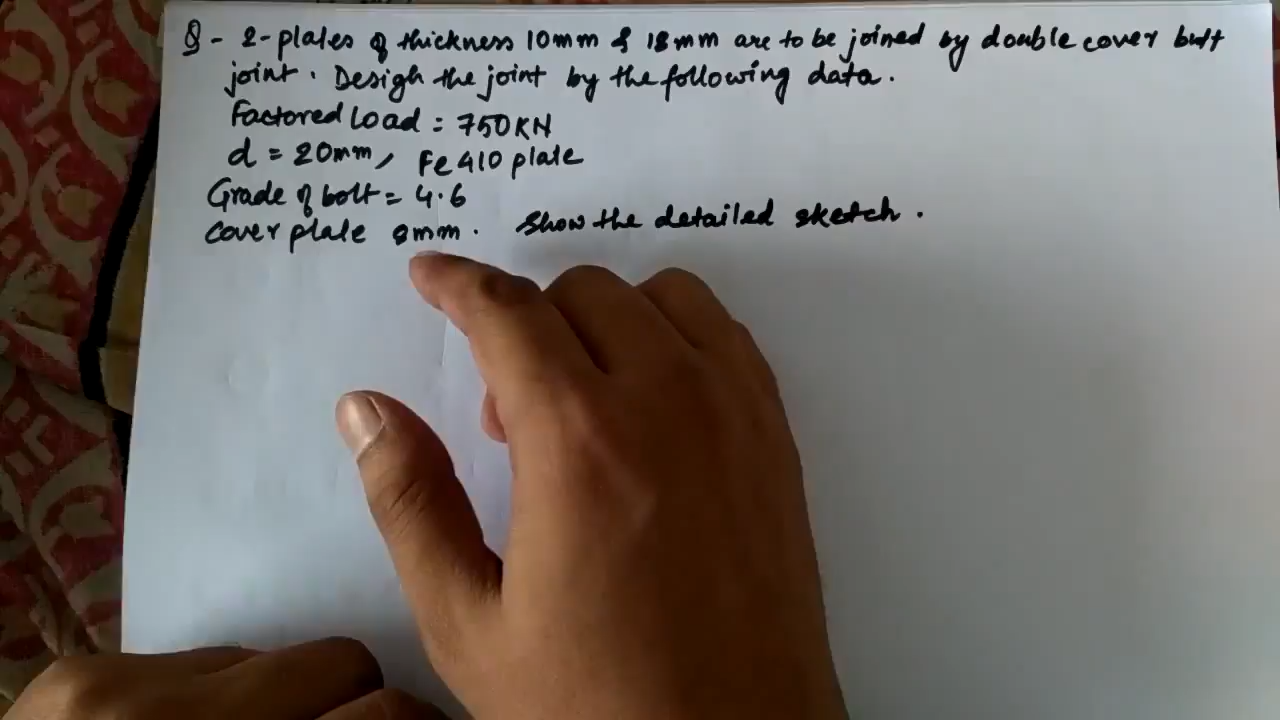 Q - 2-plates of thickness 10mm & 18mm are to be joined by double cover butt
joint. Design the joint by the following data.
Factored Load = 750KN
d = 20mm, Fe 410 plate
Grade of bolt = 4.6
cover plate 8mm. Show the detailed sketch.